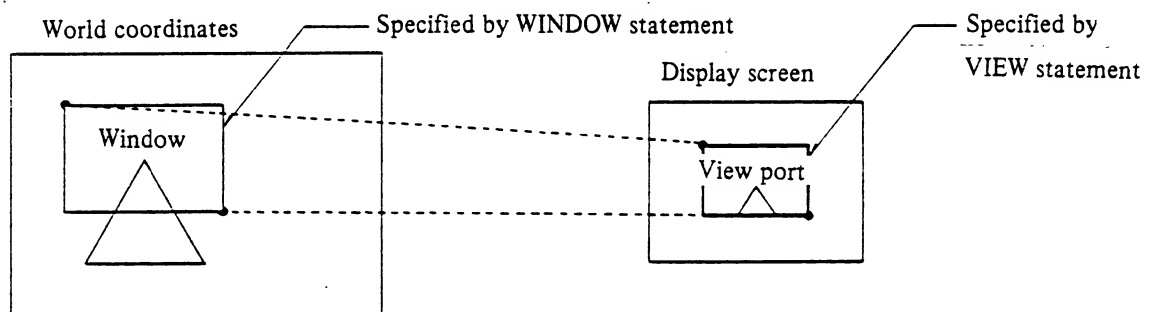 World coordinates
Specified by WINDOW statement
Specified by
VIEW statement
Display screen
Window
View port